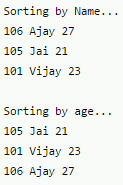 Sorting by Name...
106 Ajay 27
105 Jai 21
101 Vijay 23
Sorting by age...
105 Jai 21
101 Vijay 23
106 Ajay 27